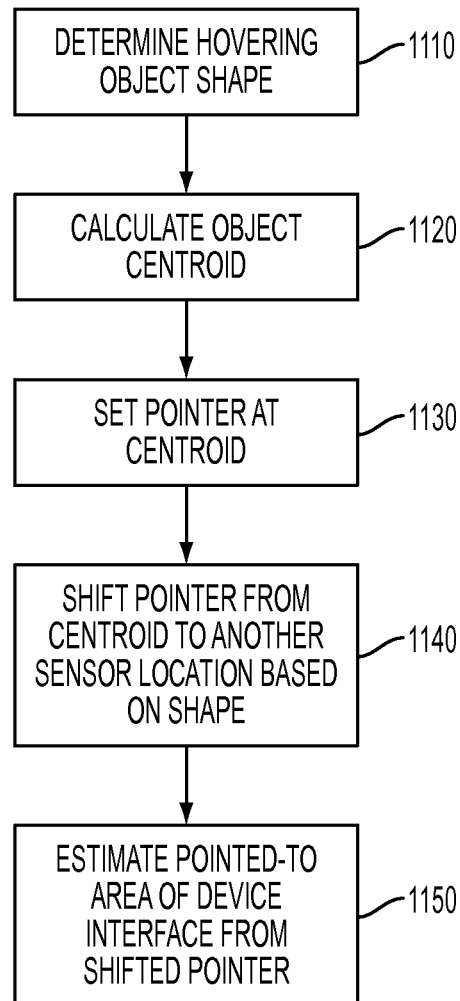 DETERMINE HOVERING
OBJECT SHAPE
1110
CALCULATE OBJECT
CENTROID
1120
SET POINTER AT
CENTROID
1130
SHIFT POINTER FROM
CENTROID TO ANOTHER
SENSOR LOCATION BASED
ON SHAPE
1140
ESTIMATE POINTED-TO
AREA OF DEVICE
INTERFACE FROM
SHIFTED POINTER
1150